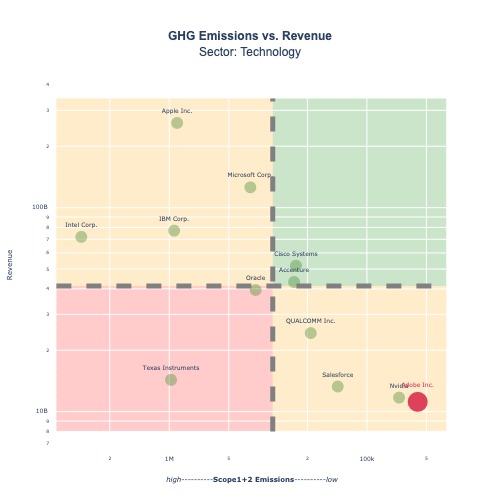 GHG Emissions vs. Revenue
Sector: Technology
4
3
Apple Inc.
2
Microsoft Corp.
100B
9
8
7
6
5
4
3
2
10B
9
8
7
Intel Corp.
IBM Corp.
Cisco Systems
Accenture
Oracle
QUALCOMM Inc.
Texas Instruments
Salesforce
Nvidia
Adobe Inc.
Revenue
2 1M 5 2 100k 5
high----------Scope1+2 Emissions----------low